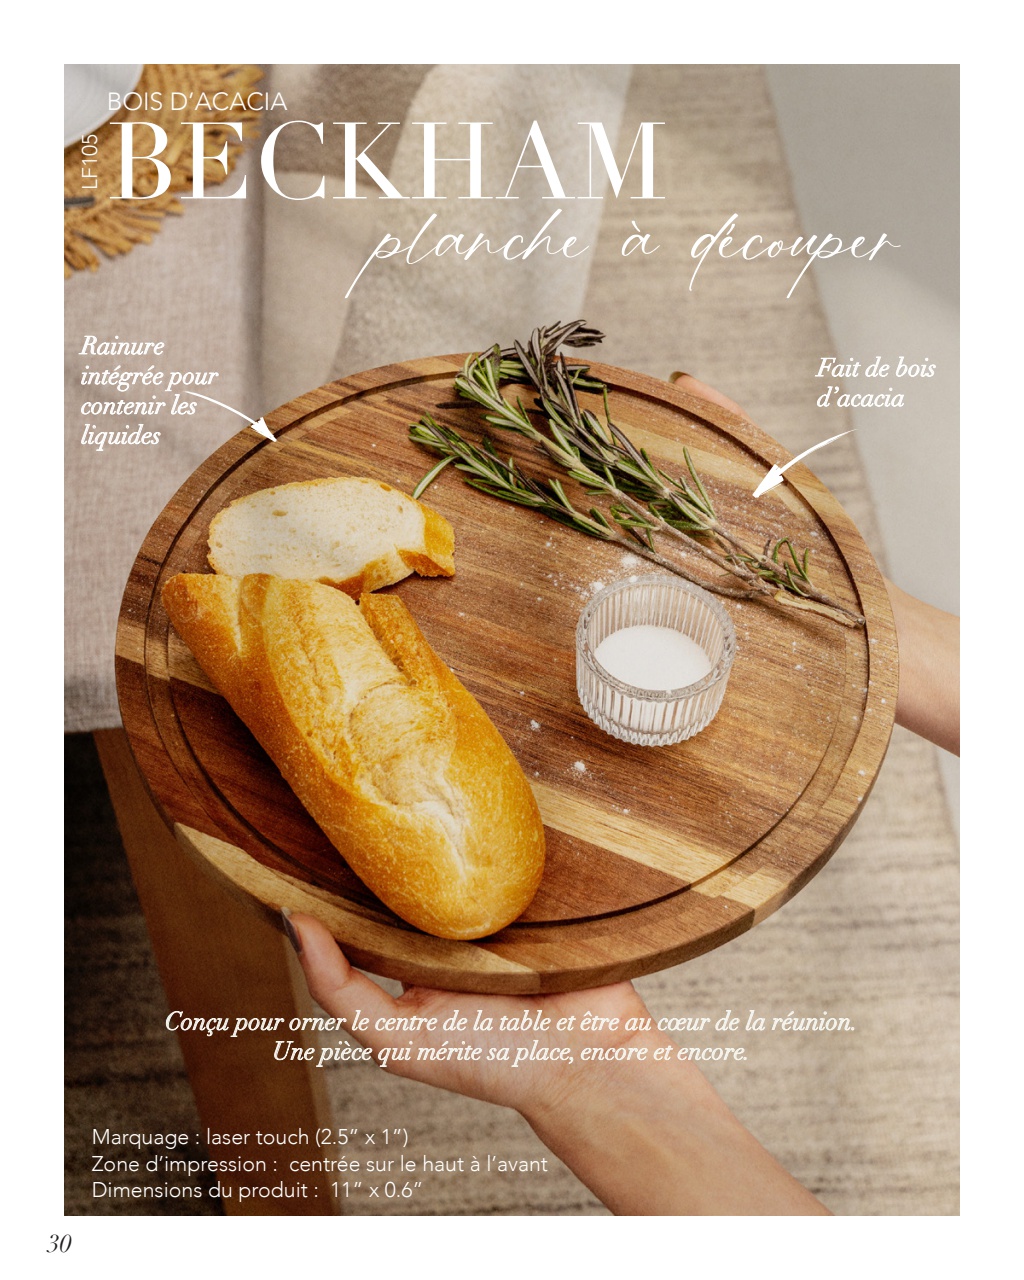 BOIS D'ACACIA
LF105
BECKHAM
planche à découper
Rainure
intégrée pour
contenir les
liquides
Fait de bois
d'acacia
Conçu pour orner le centre de la table et être au cœur de la réunion.
Une pièce qui mérite sa place, encore et encore.
Marquage : laser touch (2.5” x 1”)
Zone d'impression :  centrée sur le haut à l'avant
Dimensions du produit :  11” x 0.6”
30